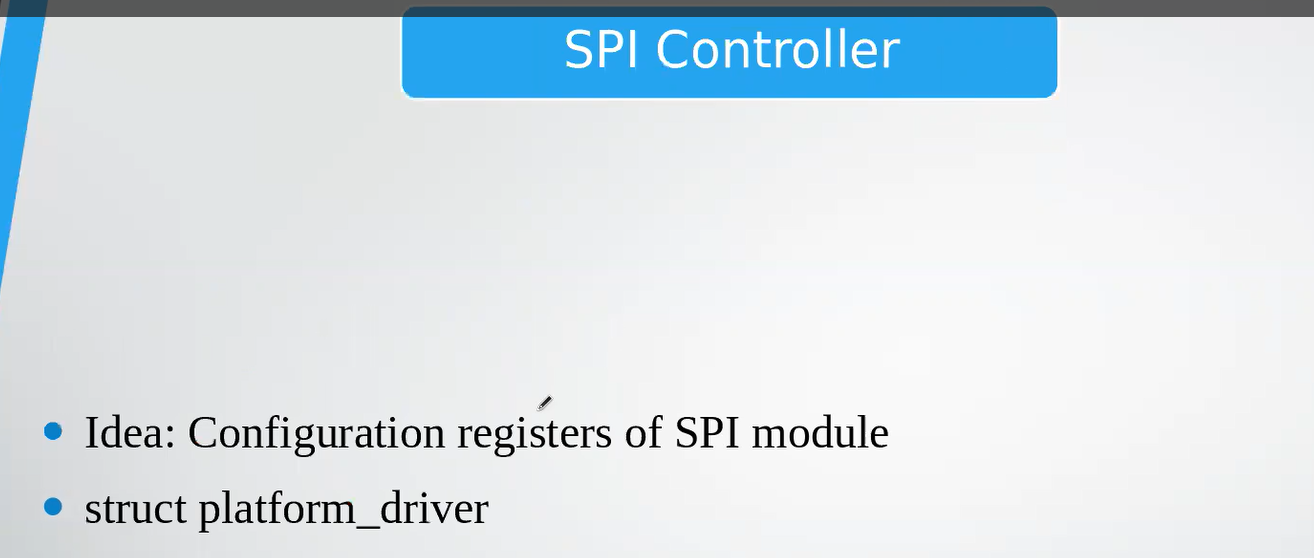 SPI Controller
Idea: Configuration registers of SPI module
struct platform_driver